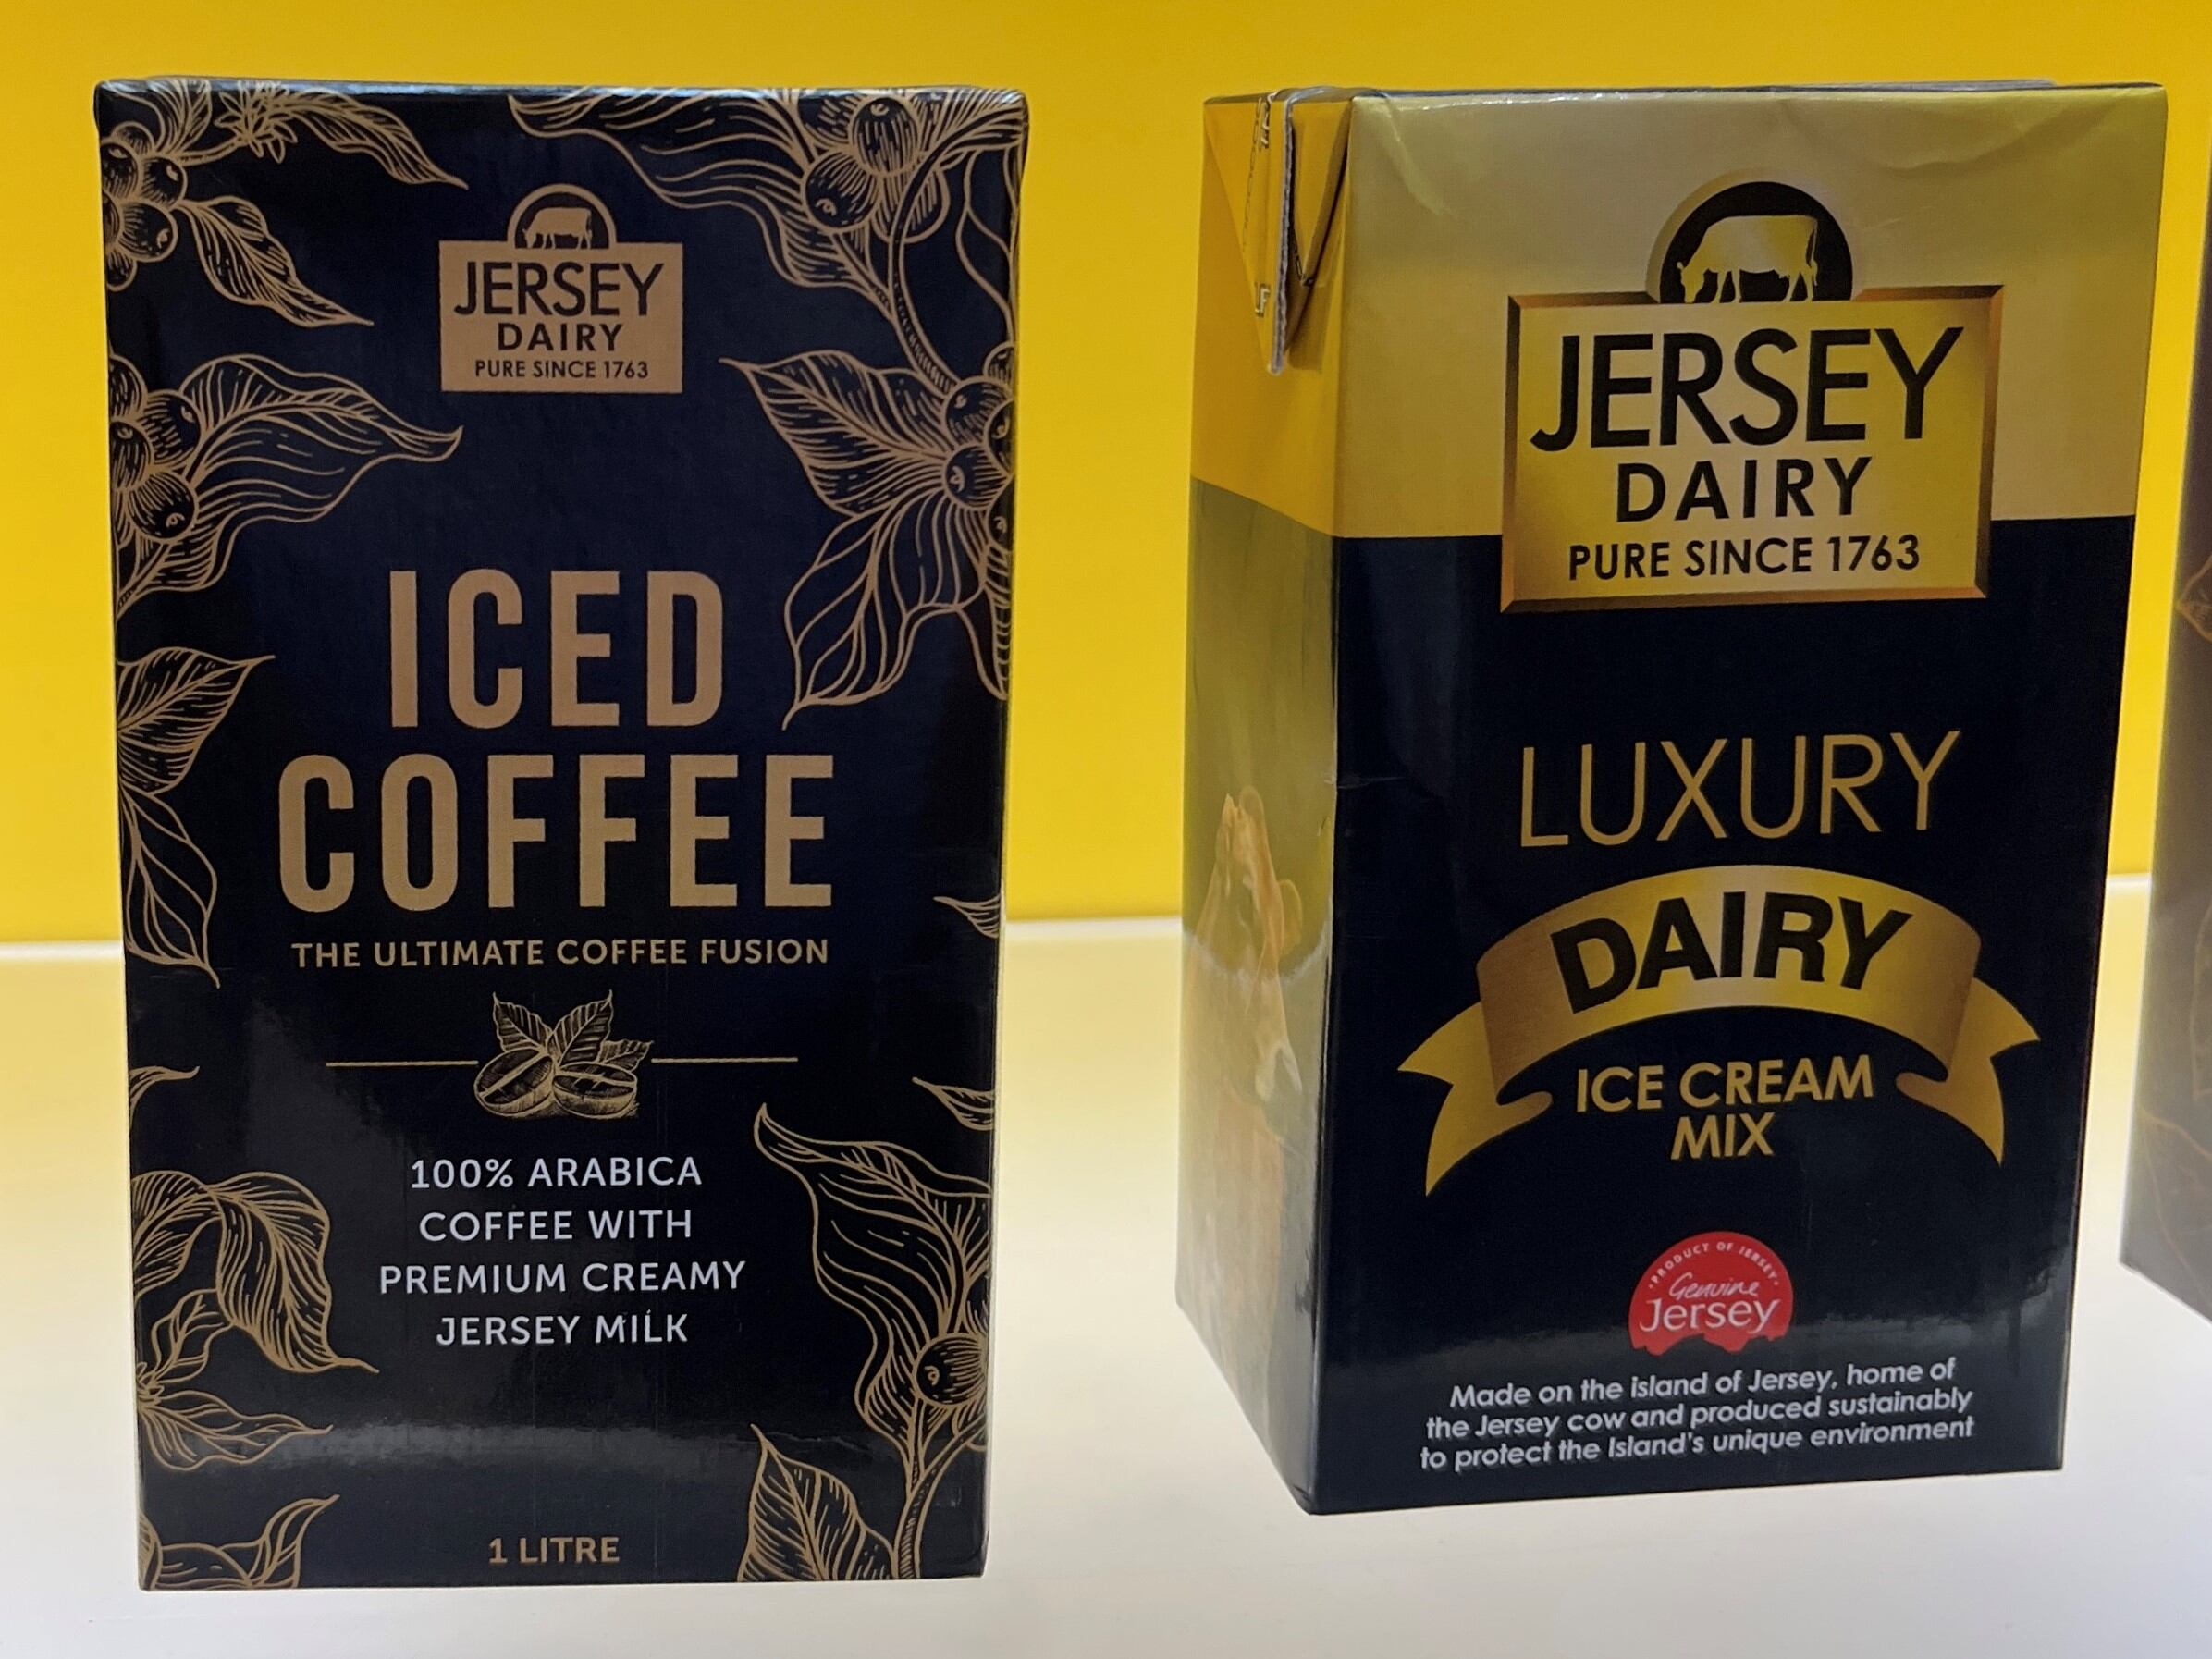 JERSEY
DAIRY
PURE SINCE 1763
ICED
COFFEE
THE ULTIMATE COFFEE FUSION
100% ARABICA
COFFEE WITH
PREMIUM CREAMY
JERSEY MILK
1 LITRE
JERSEY
DAIRY
PURE SINCE 1763
LUXURY
DAIRY
ICE CREAM
MIX
PRODUCT OF JERSEY
Genuine
Jersey
Made on the island of Jersey, home of
the Jersey cow and produced sustainably
to protect the Island's unique environment